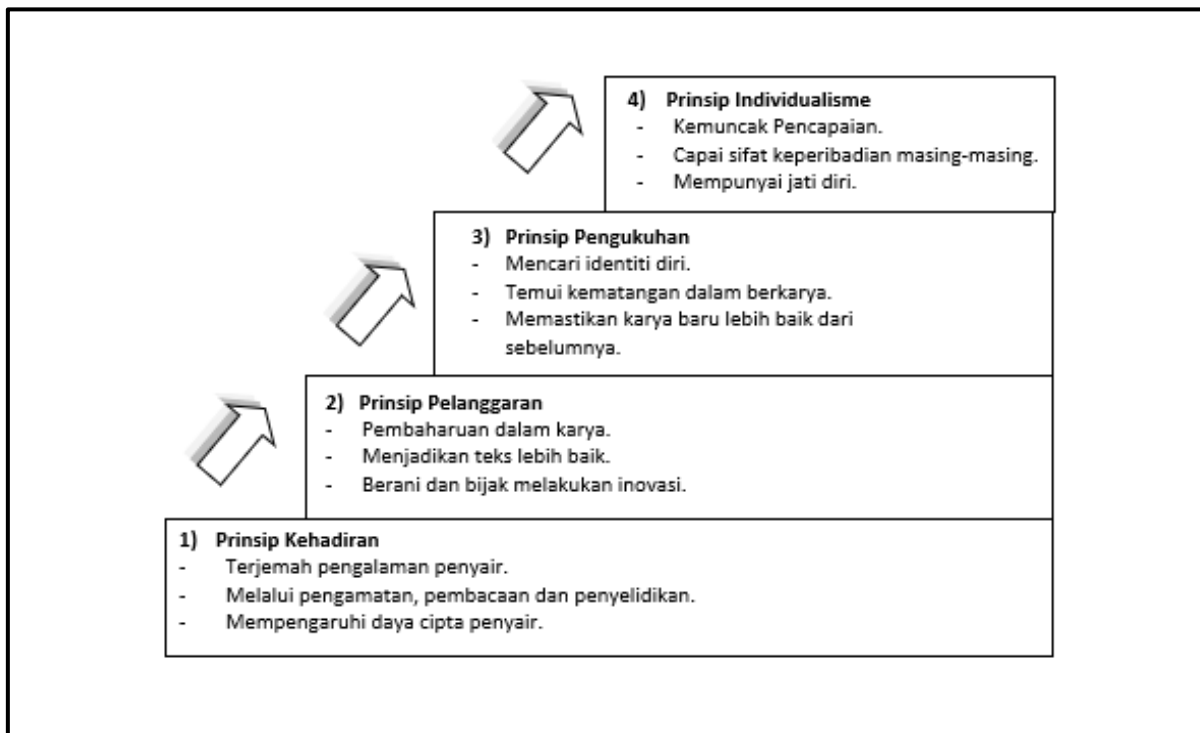 4) Prinsip Individualisme
- Kemuncak Pencapaian.
- Capai sifat keperibadian masing-masing.
- Mempunyai jati diri.
3) Prinsip Pengukuhan
- Mencari identiti diri.
- Temui kematangan dalam berkarya.
- Memastikan karya baru lebih baik dari
sebelumnya.
2) Prinsip Pelanggaran
- Pembaharuan dalam karya.
- Menjadikan teks lebih baik.
- Berani dan bijak melakukan inovasi.
1) Prinsip Kehadiran
- Terjemah pengalaman penyair.
- Melalui pengamatan, pembacaan dan penyelidikan.
- Mempengaruhi daya cipta penyair.